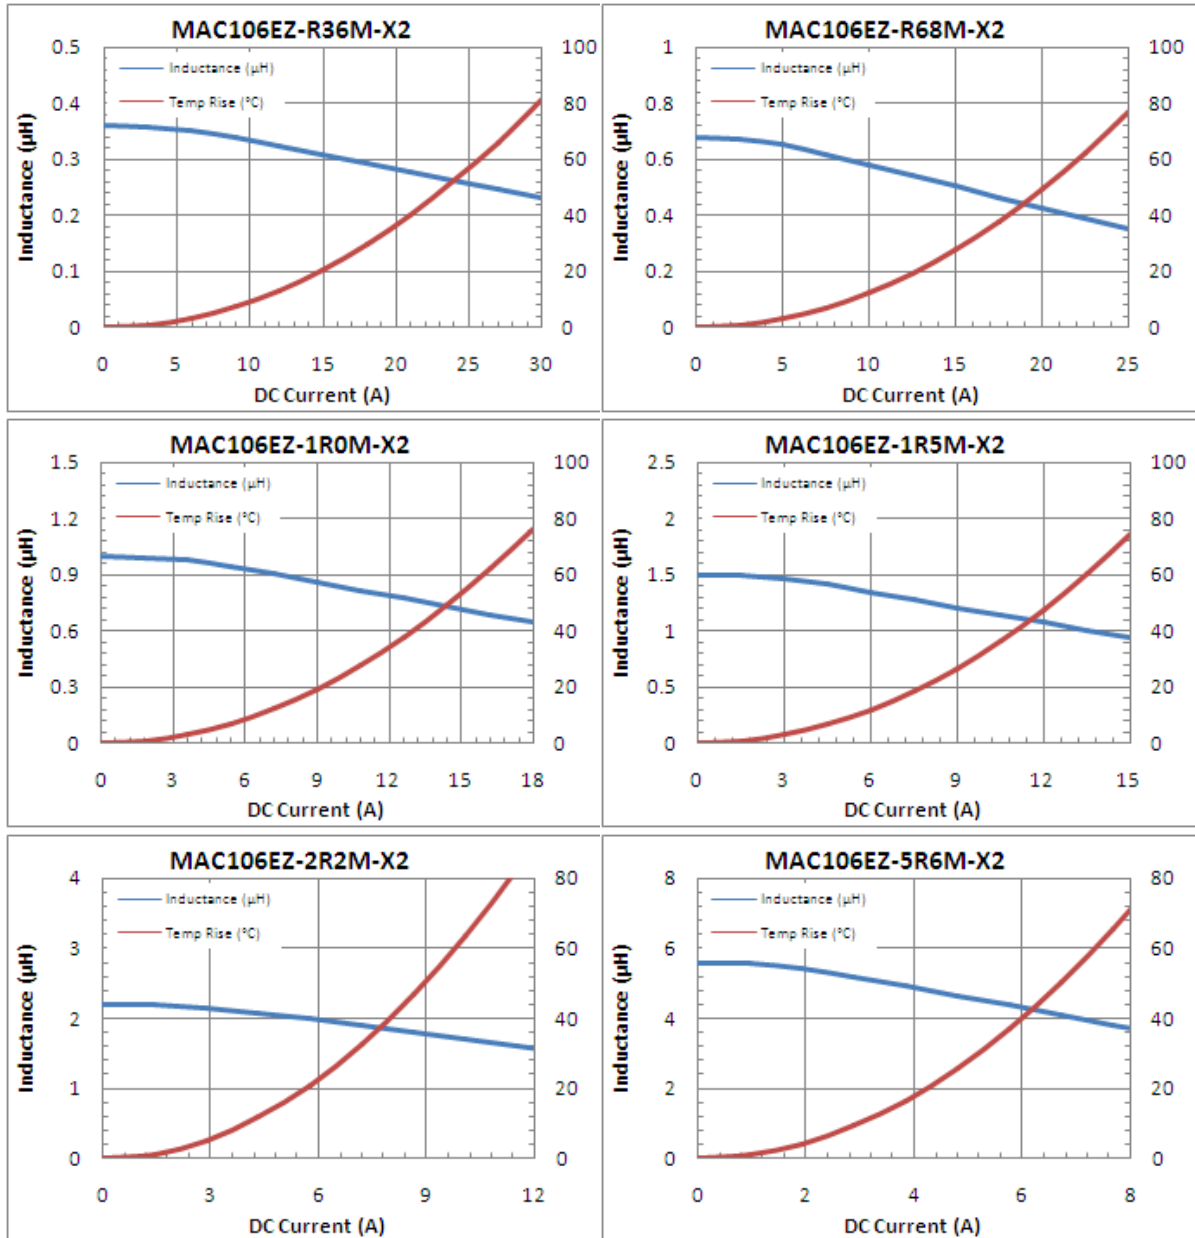 MAC106EZ-R36M-X2
Inductance (µH)
Temp Rise (°C)
0.5
0.4
0.3
0.2
0.1
0
100
80
60
40
20
0
Inductance (µH)
0 5 10 15 20 25 30
DC Current (A)
MAC106EZ-R68M-X2
Inductance (µH)
Temp Rise (°C)
1
0.8
0.6
0.4
0.2
0
100
80
60
40
20
0
Inductance (µH)
0 5 10 15 20 25
DC Current (A)
MAC106EZ-1R0M-X2
Inductance (µH)
Temp Rise (°C)
1.5
1.2
0.9
0.6
0.3
0
100
80
60
40
20
0
Inductance (µH)
0 3 6 9 12 15 18
DC Current (A)
MAC106EZ-1R5M-X2
Inductance (µH)
Temp Rise (°C)
2.5
2
1.5
1
0.5
0
100
80
60
40
20
0
Inductance (µH)
0 3 6 9 12 15
DC Current (A)
MAC106EZ-2R2M-X2
Inductance (µH)
Temp Rise (°C)
4
3
2
1
0
80
60
40
20
0
Inductance (µH)
0 3 6 9 12
DC Current (A)
MAC106EZ-5R6M-X2
Inductance (µH)
Temp Rise (°C)
8
6
4
2
0
80
60
40
20
0
Inductance (µH)
0 2 4 6 8
DC Current (A)